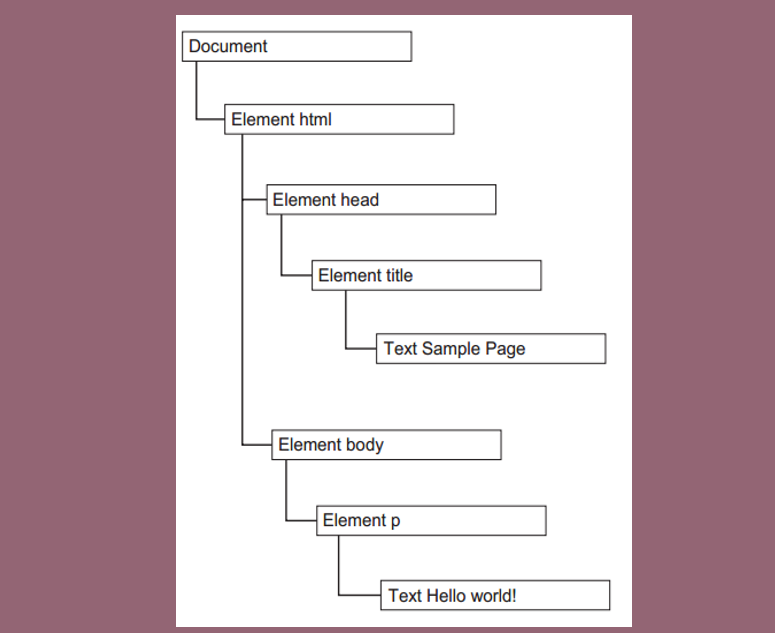 Document
Element html
Element head
Element title
Text Sample Page
Element body
Element p
Text Hello world!